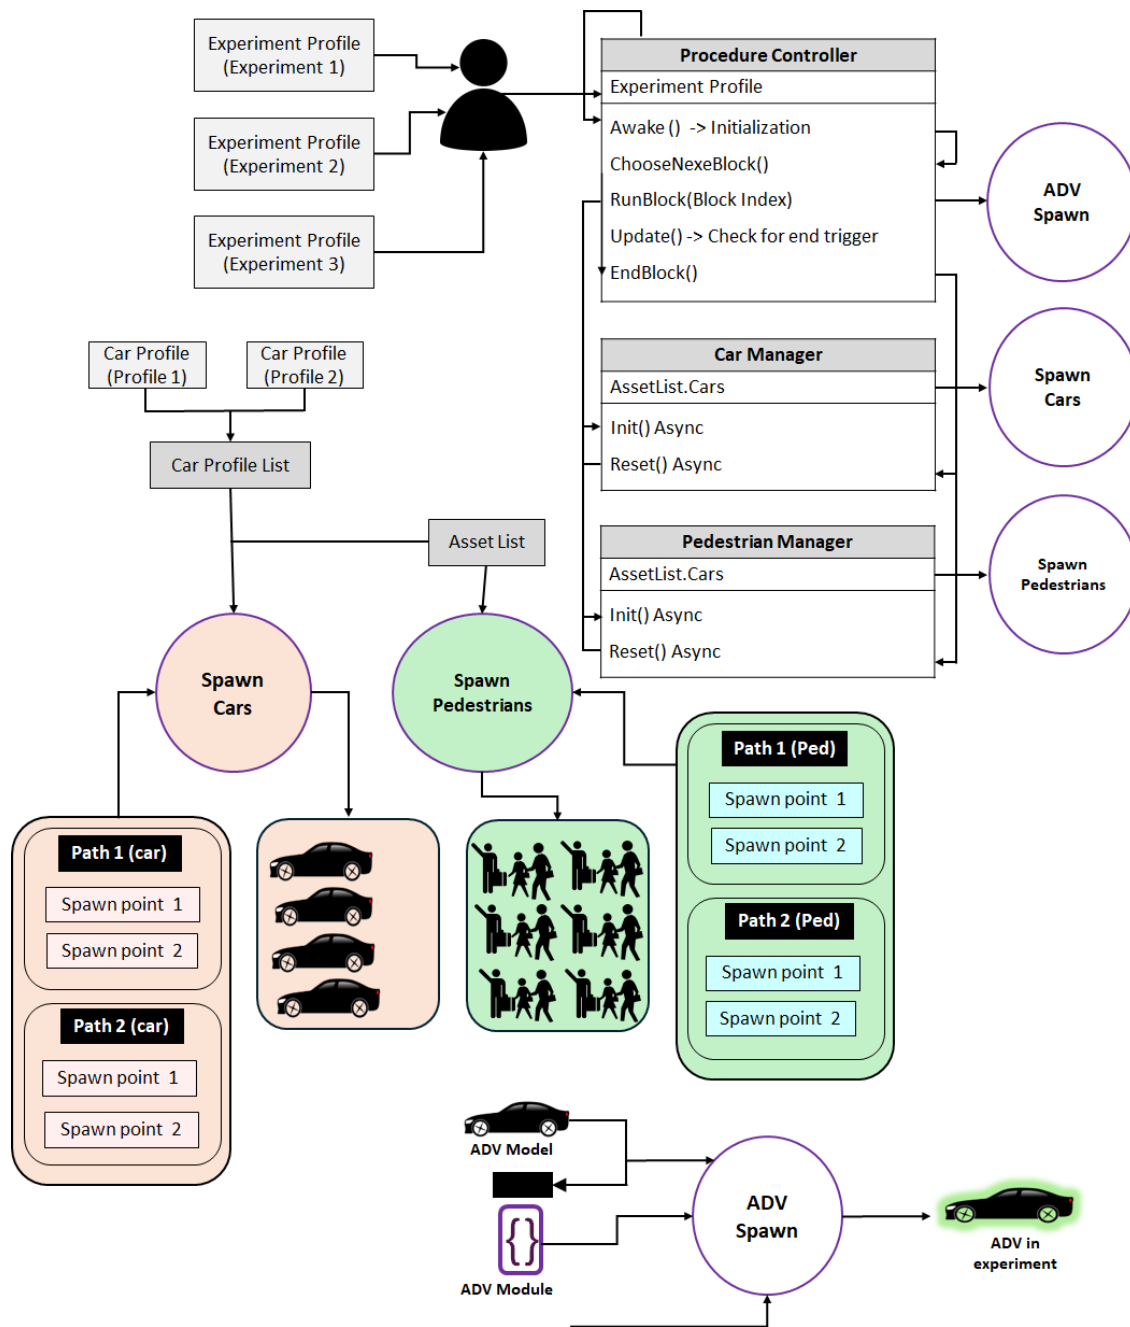 Experiment Profile
(Experiment 1)
Experiment Profile
(Experiment 2)
Experiment Profile
(Experiment 3)
Procedure Controller
Experiment Profile
Awake () -> Initialization
ChooseNexeBlock()
RunBlock(Block Index)
Update() -> Check for end trigger
EndBlock()
ADV
Spawn
Car Manager
AssetList.Cars
Init() Async
Reset() Async
Spawn
Cars
Pedestrian Manager
AssetList.Cars
Init() Async
Reset() Async
Spawn
Pedestrians
Car Profile
(Profile 1)
Car Profile
(Profile 2)
Car Profile List
Asset List
Spawn
Cars
Spawn
Pedestrians
Path 1 (car)
Spawn point 1
Spawn point 2
Path 2 (car)
Spawn point 1
Spawn point 2
Path 1 (Ped)
Spawn point 1
Spawn point 2
Path 2 (Ped)
Spawn point 1
Spawn point 2
ADV Model
{}
ADV Module
ADV
Spawn
ADV in
experiment